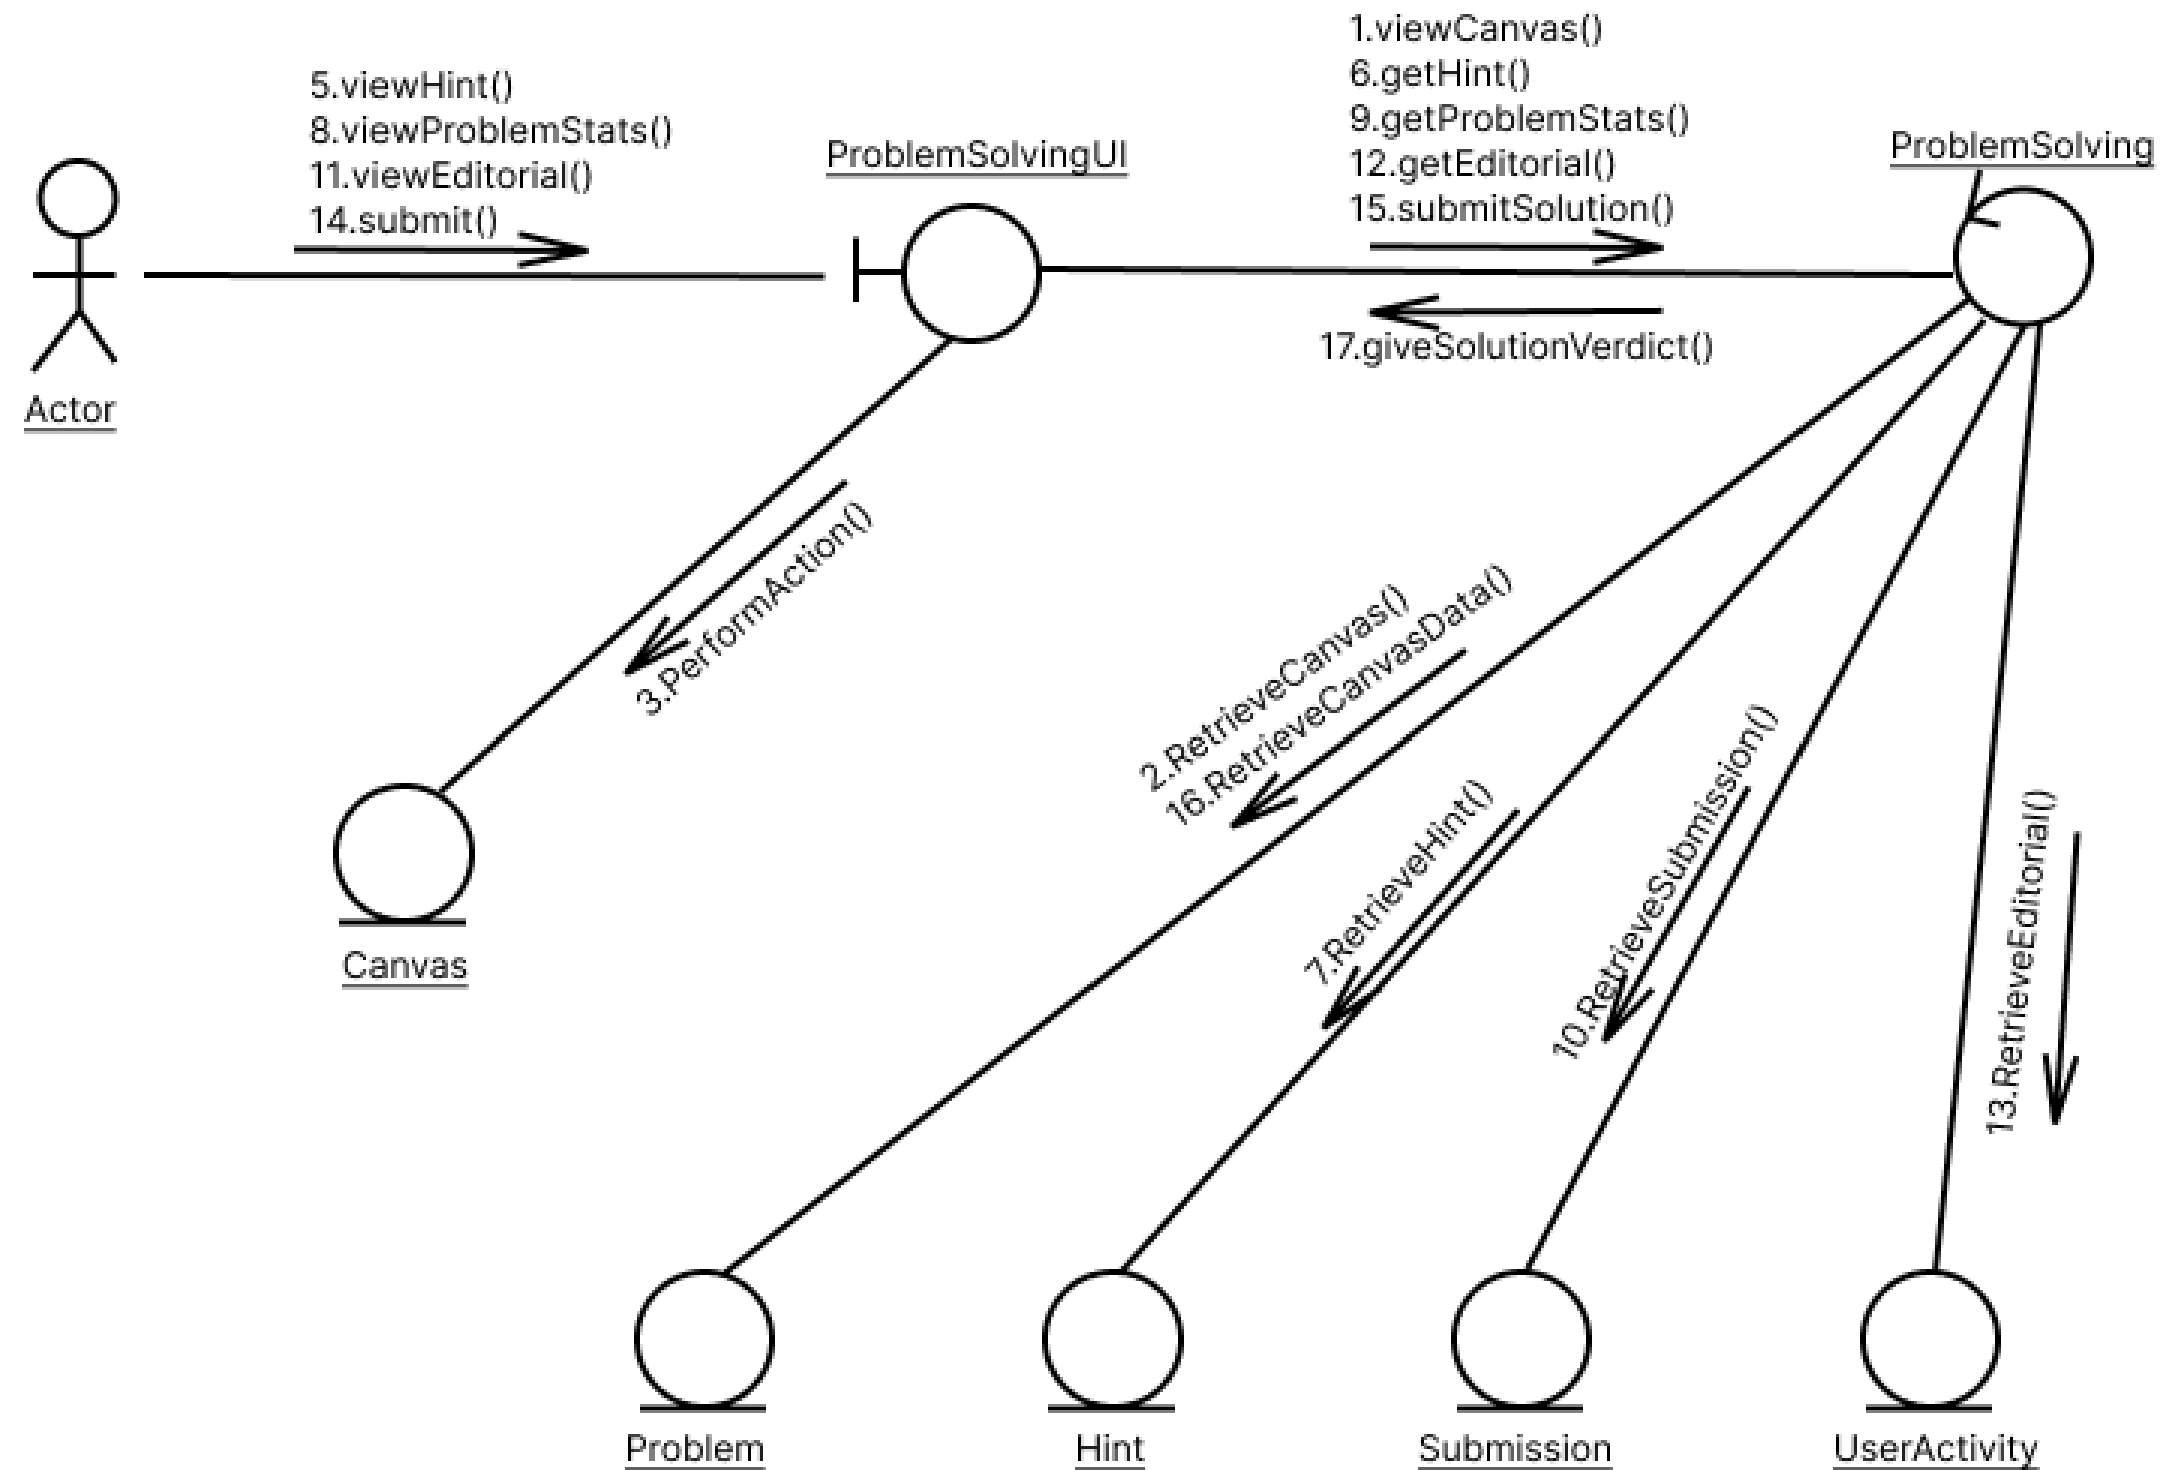 5.viewHint()
8.viewProblemStats()
11.viewEditorial()
14.submit()
Actor
ProblemSolvingUI
1.viewCanvas()
6.getHint()
9.getProblemStats()
12.getEditorial()
15.submitSolution()
17.giveSolutionVerdict()
ProblemSolving
3.PerformAction()
Canvas
2.RetrieveCanvas()
16.RetrieveCanvasData()
7.RetrieveHint()
10.RetrieveSubmission()
13.RetrieveEditorial()
Problem
Hint
Submission
UserActivity